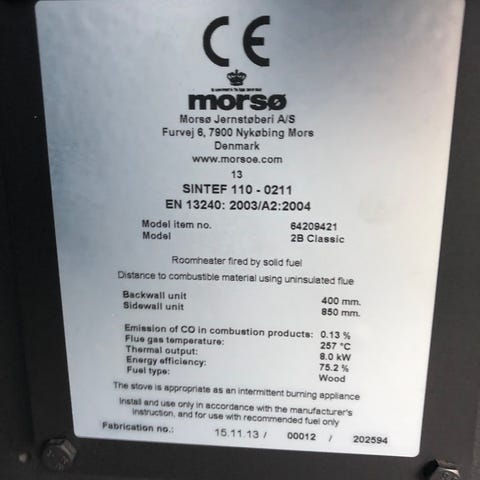 CE
morsø
Morsø Jernstøberi A/S
Furvej 6, 7900 Nykøbing Mors
Denmark
www.morsoe.com
13
SINTEF 110 - 0211
EN 13240: 2003/A2:2004
Model item no. 64209421
Model 2B Classic
Roomheater fired by solid fuel
Distance to combustible material using uninsulated flue
Backwall unit 400 mm.
Sidewall unit 850 mm.
Emission of CO in combustion products: 0.13 %
Flue gas temperature: 257 °C
Thermal output: 8.0 kW
Energy efficiency: 75.2 %
Fuel type: Wood
The stove is appropriate as an intermittent burning appliance
Install and use only in accordance with the manufacturer's
instruction, and for use with recommended fuel only
Fabrication no.: 15.11.13 / 00012 / 202594